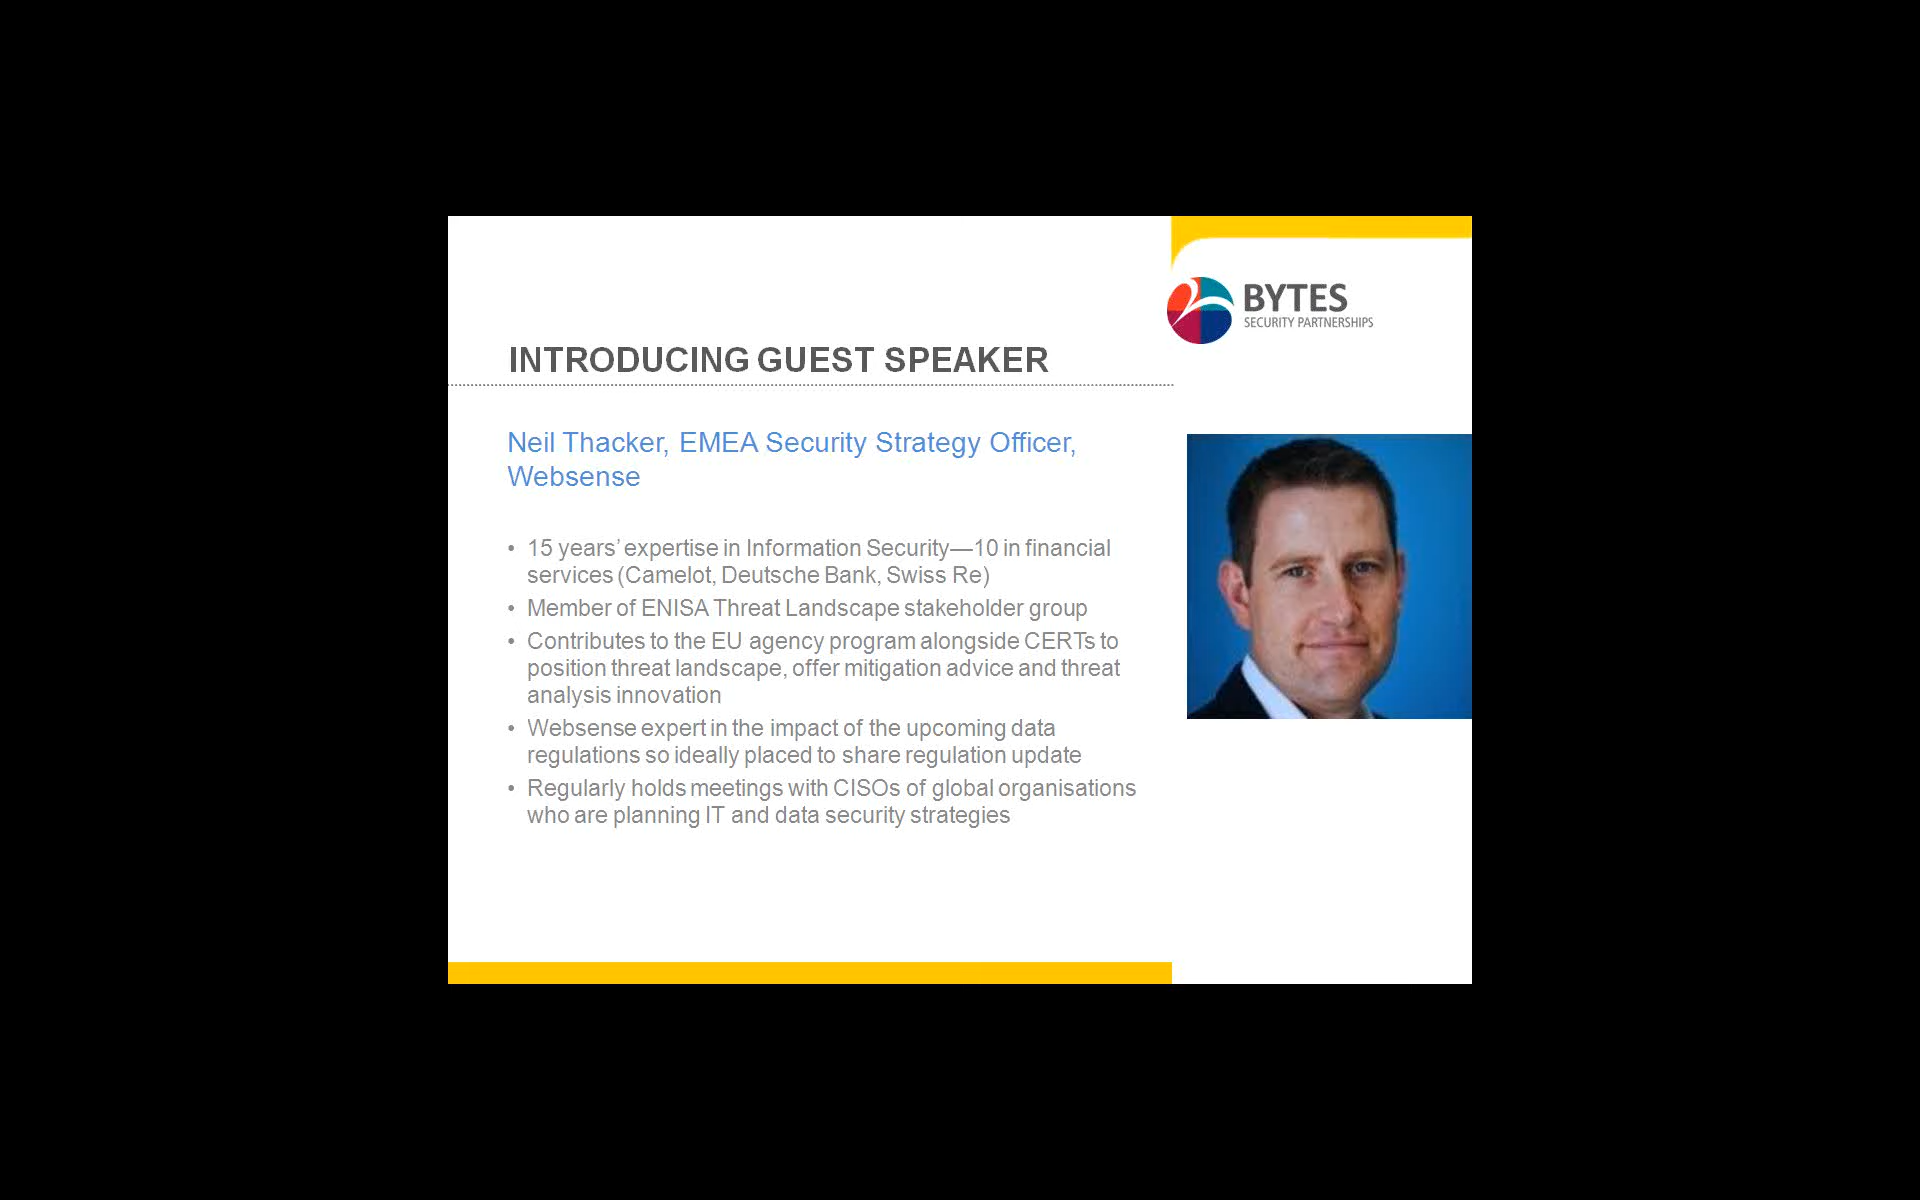 BYTES
SECURITY PARTNERSHIPS
INTRODUCING GUEST SPEAKER
Neil Thacker, EMEA Security Strategy Officer,
Websense
• 15 years’ expertise in Information Security—10 in financial
services (Camelot, Deutsche Bank, Swiss Re)
• Member of ENISA Threat Landscape stakeholder group
• Contributes to the EU agency program alongside CERTs to
position threat landscape, offer mitigation advice and threat
analysis innovation
• Websense expert in the impact of the upcoming data
regulations so ideally placed to share regulation update
• Regularly holds meetings with CISOs of global organisations
who are planning IT and data security strategies